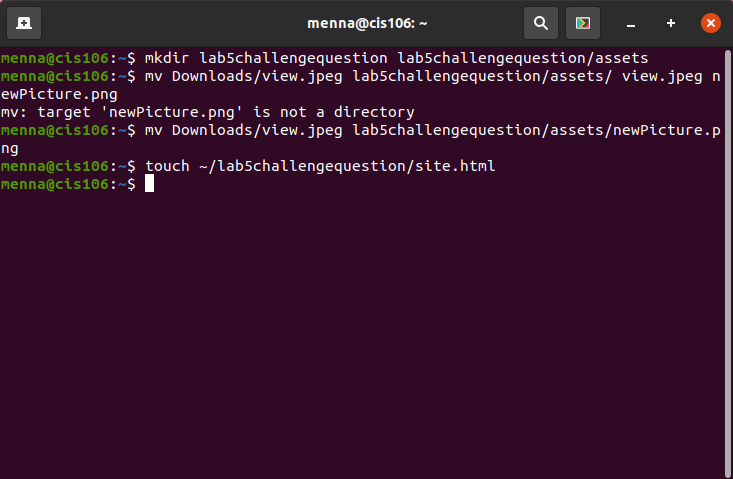 menna@cis106: ~
menna@cis106:~$ mkdir lab5challengequestion lab5challengequestion/assets
menna@cis106:~$ mv Downloads/view.jpeg lab5challengequestion/assets/ view.jpeg n
ewPicture.png
mv: target 'newPicture.png' is not a directory
menna@cis106:~$ mv Downloads/view.jpeg lab5challengequestion/assets/newPicture.p
ng
menna@cis106:~$ touch ~/lab5challengequestion/site.html
menna@cis106:~$